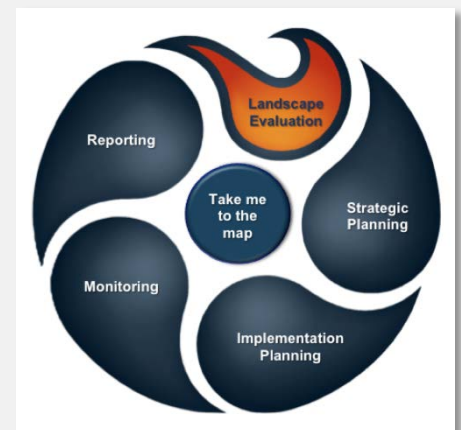 Landscape
Evaluation
Reporting
Take me
to the
map
Strategic
Planning
Monitoring
Implementation
Planning